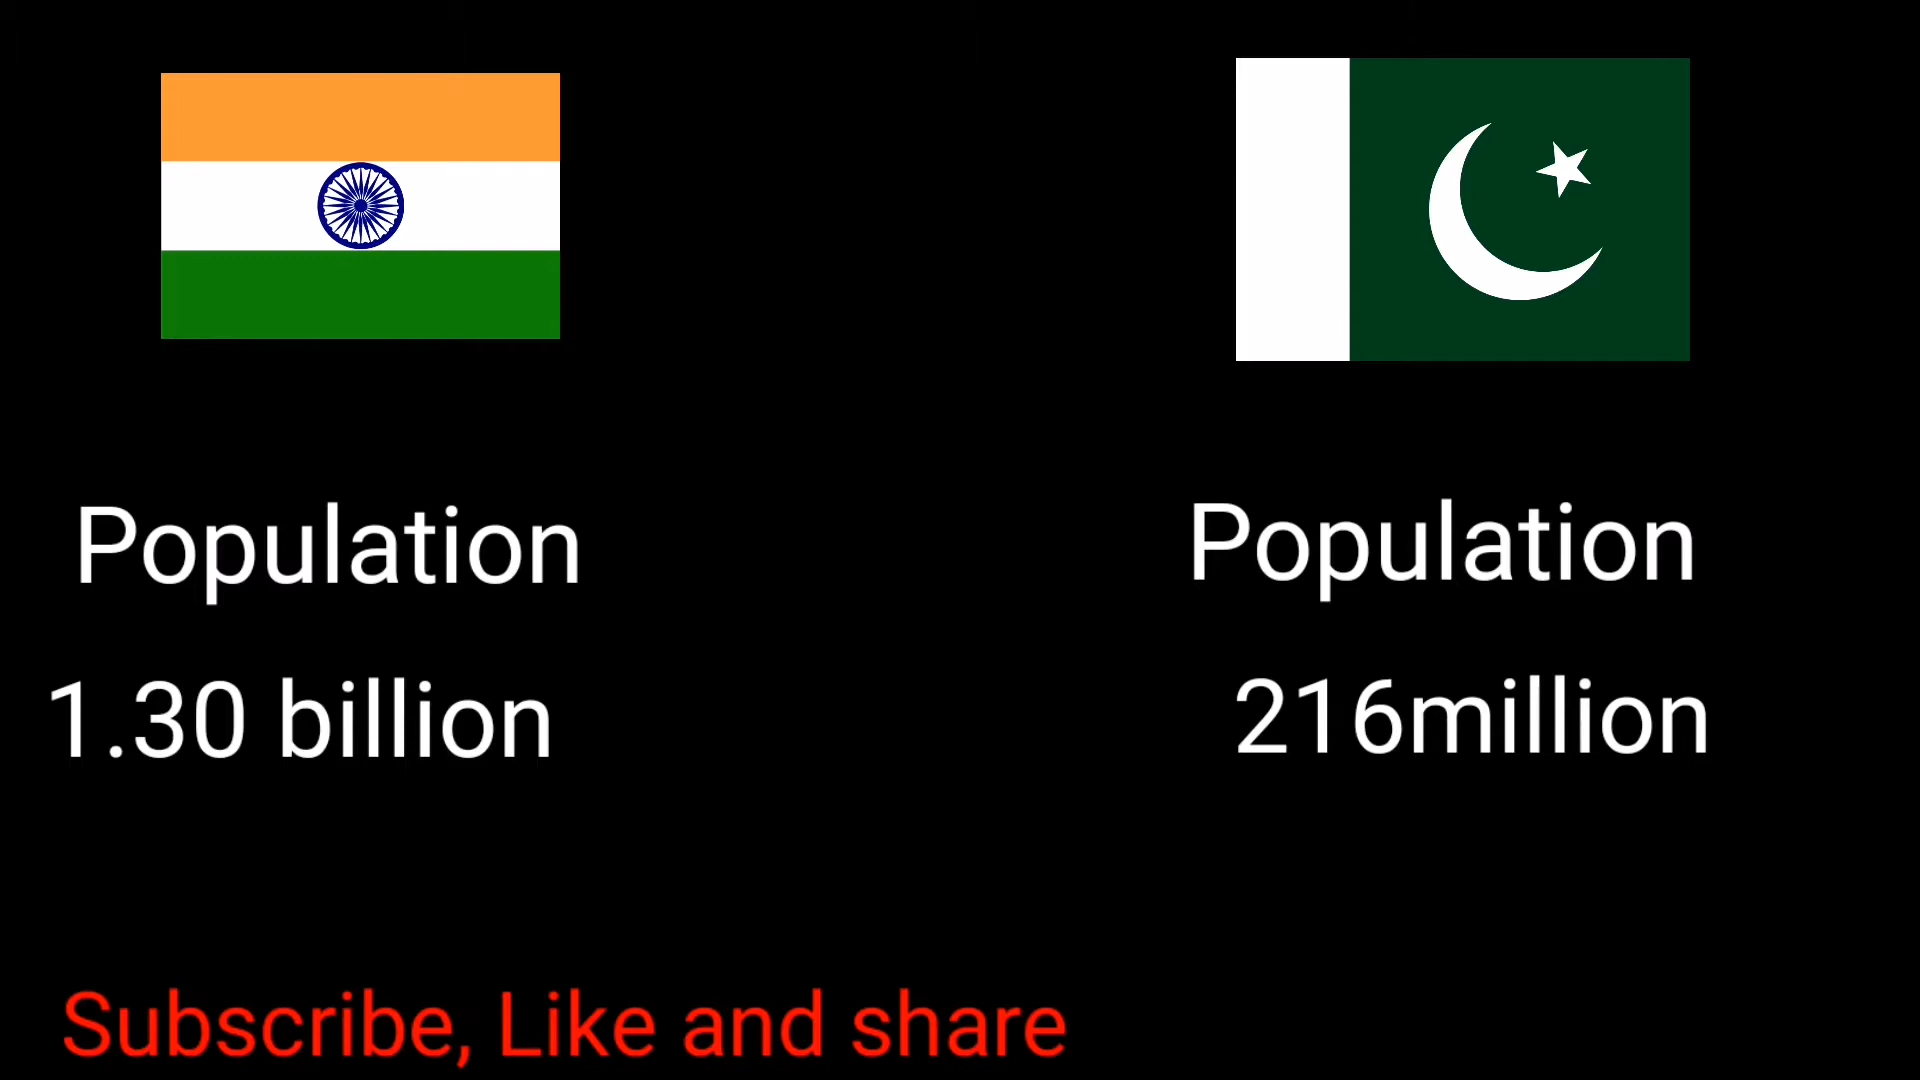 Population
1.30 billion
Population
216million
Subscribe, Like and share